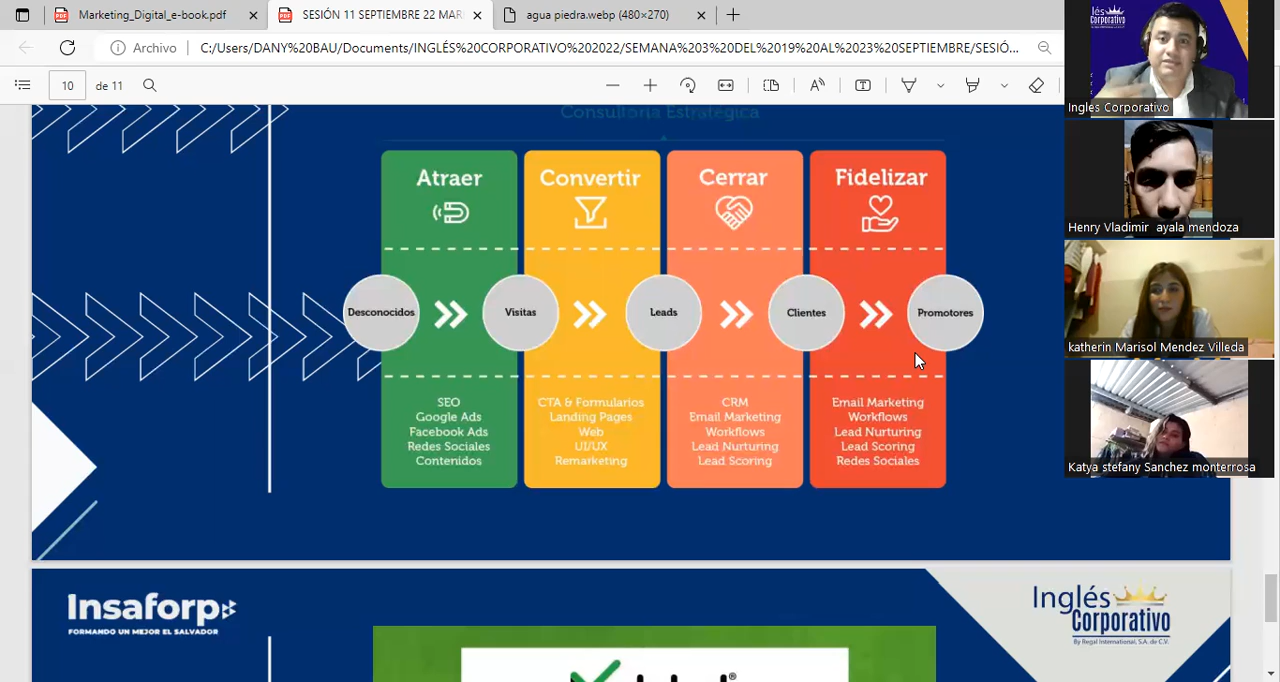 Marketing_Digital_e-book.pdf
SESIÓN 11 SEPTIEMBRE 22 MAR
agua piedra.webp (480×270)
Archivo
C:/Users/DANY%20BAU/Documents/INGLÉS%20CORPORATIVO%202022/SEMANA%203%20DEL%2019%20AL%2023%20SEPTIEMBRE/SESIÓ...
10
de 11
Consultoría Estratégica
Atraer
Convertir
Cerrar
Fidelizar
Desconocidos
Visitas
Leads
Clientes
Promotores
SEO
Google Ads
Facebook Ads
Redes Sociales
Contenidos
CTA & Formularios
Landing Pages
Web
UI/UX
Remarketing
CRM
Email Marketing
Workflows
Lead Nurturing
Lead Scoring
Email Marketing
Workflows
Lead Nurturing
Lead Scoring
Redes Sociales
Inglés Corporativo
Henry Vladimir ayala mendoza
katherin Marisol Mendez Villeda
Katya stefany Sanchez monterrosa
Insaforp
FORMANDO UN MEJOR EL SALVADOR
Inglés
Corporativo
By Regal International, S.A. de C.V.